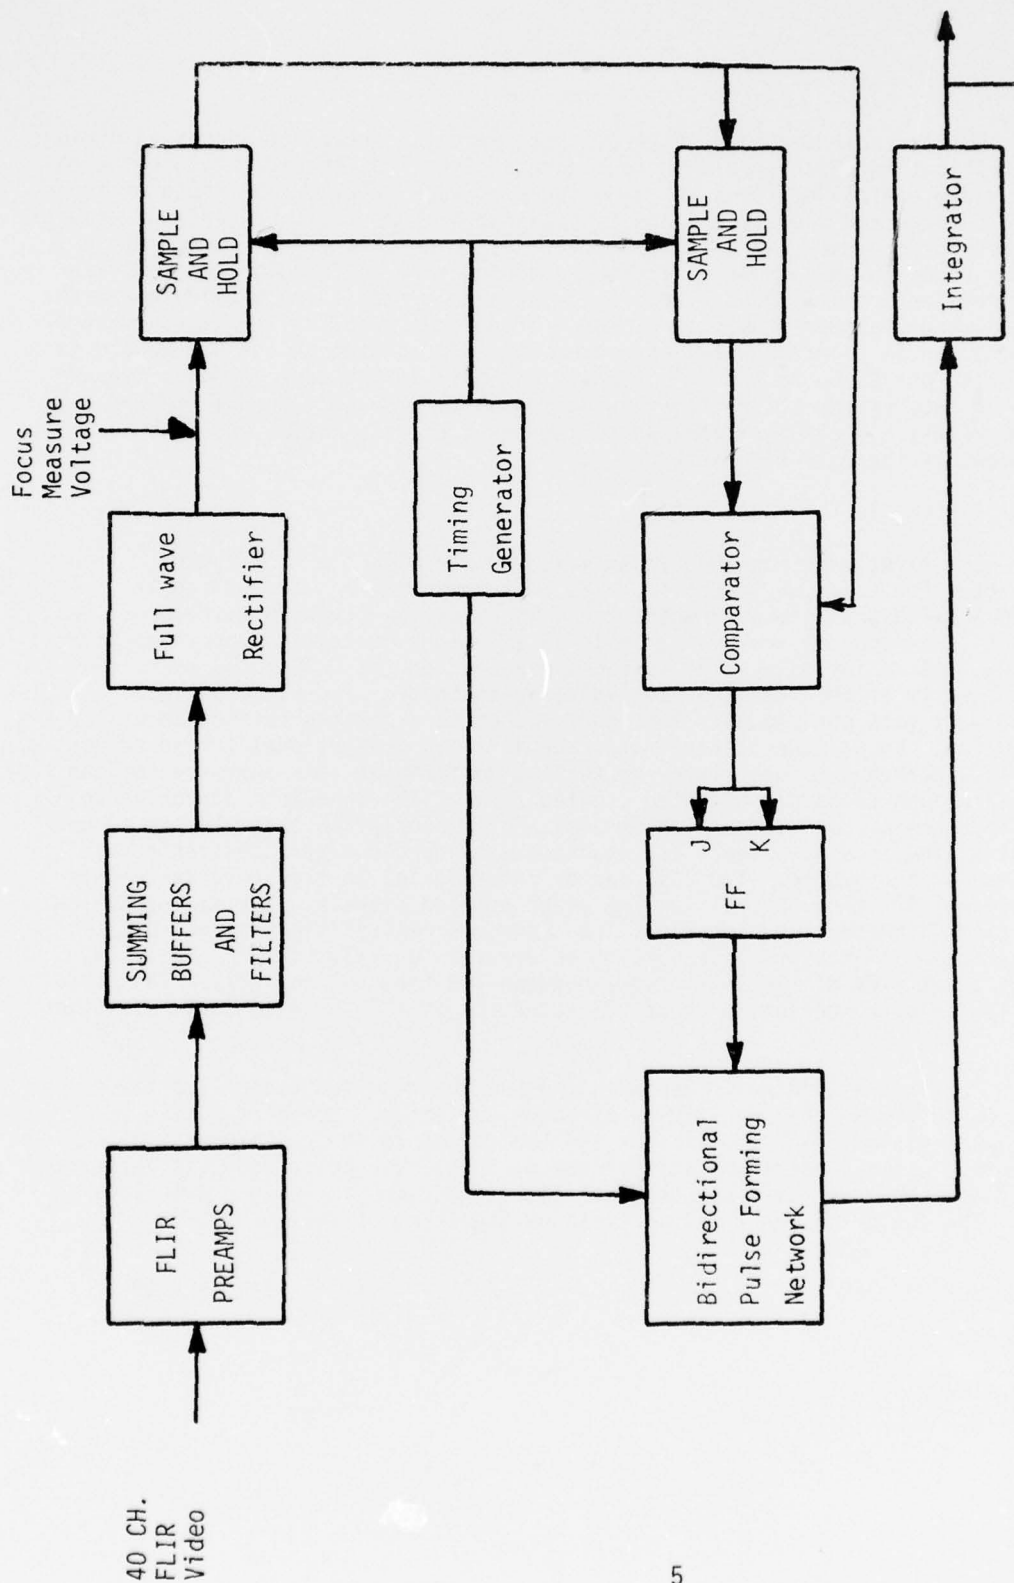 40 CH.
FLIR
Video
FLIR
PREAMPS
SUMMING
BUFFERS
AND
FILTERS
Full wave
Rectifier
Focus
Measure
Voltage
SAMPLE
AND
HOLD
Timing
Generator
SAMPLE
AND
HOLD
Comparator
J
K
FF
Bidirectional
Pulse Forming
Network
Integrator
5